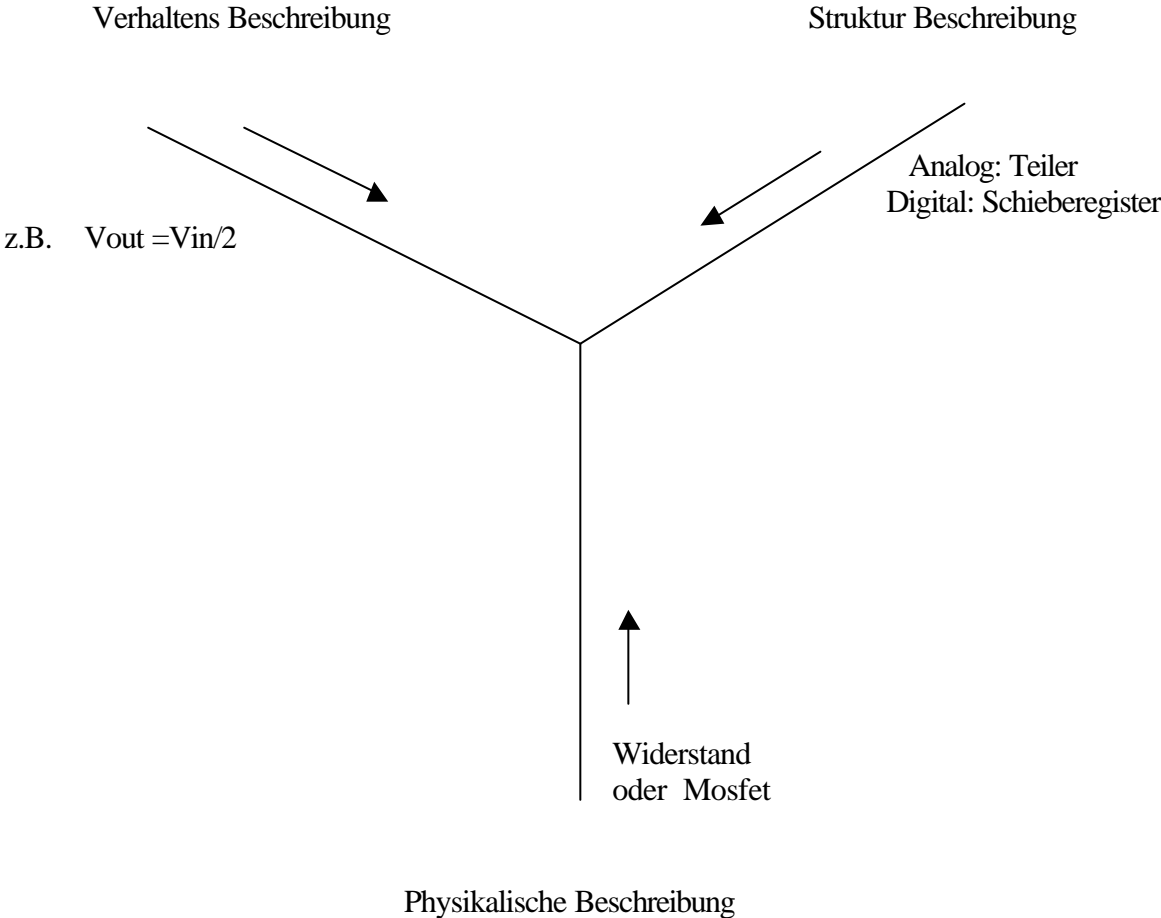 Verhaltens Beschreibung
Struktur Beschreibung
Analog: Teiler
Digital: Schieberegister
z.B. Vout =Vin/2
Widerstand
oder Mosfet
Physikalische Beschreibung